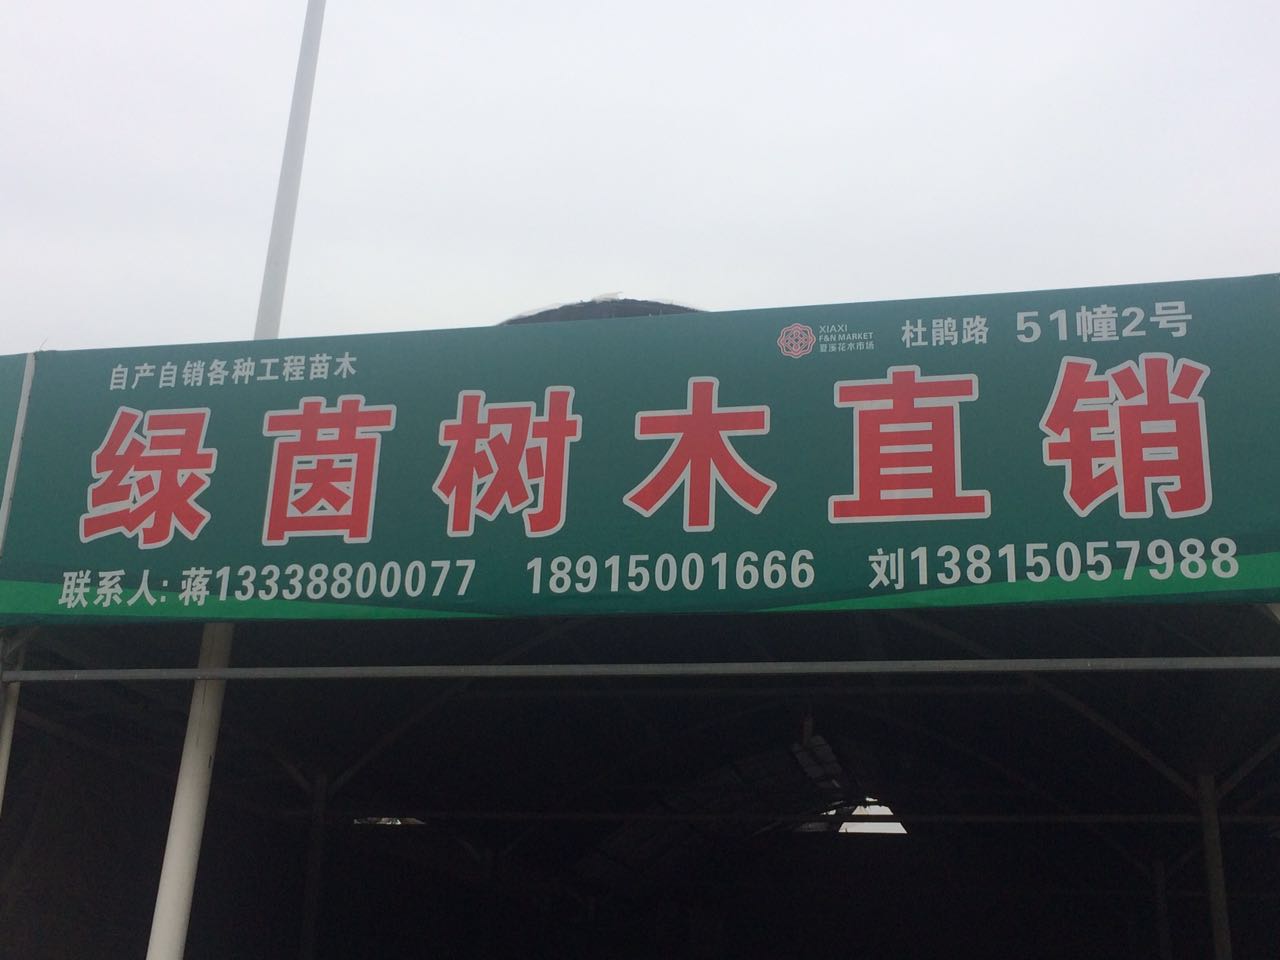 XIAXI
F&N MARKET
夏溪花木市场
杜鹃路 51幢2号
自产自销各种工程苗木
绿茵树木直销
联系人:蒋13338800077 18915001666 刘13815057988